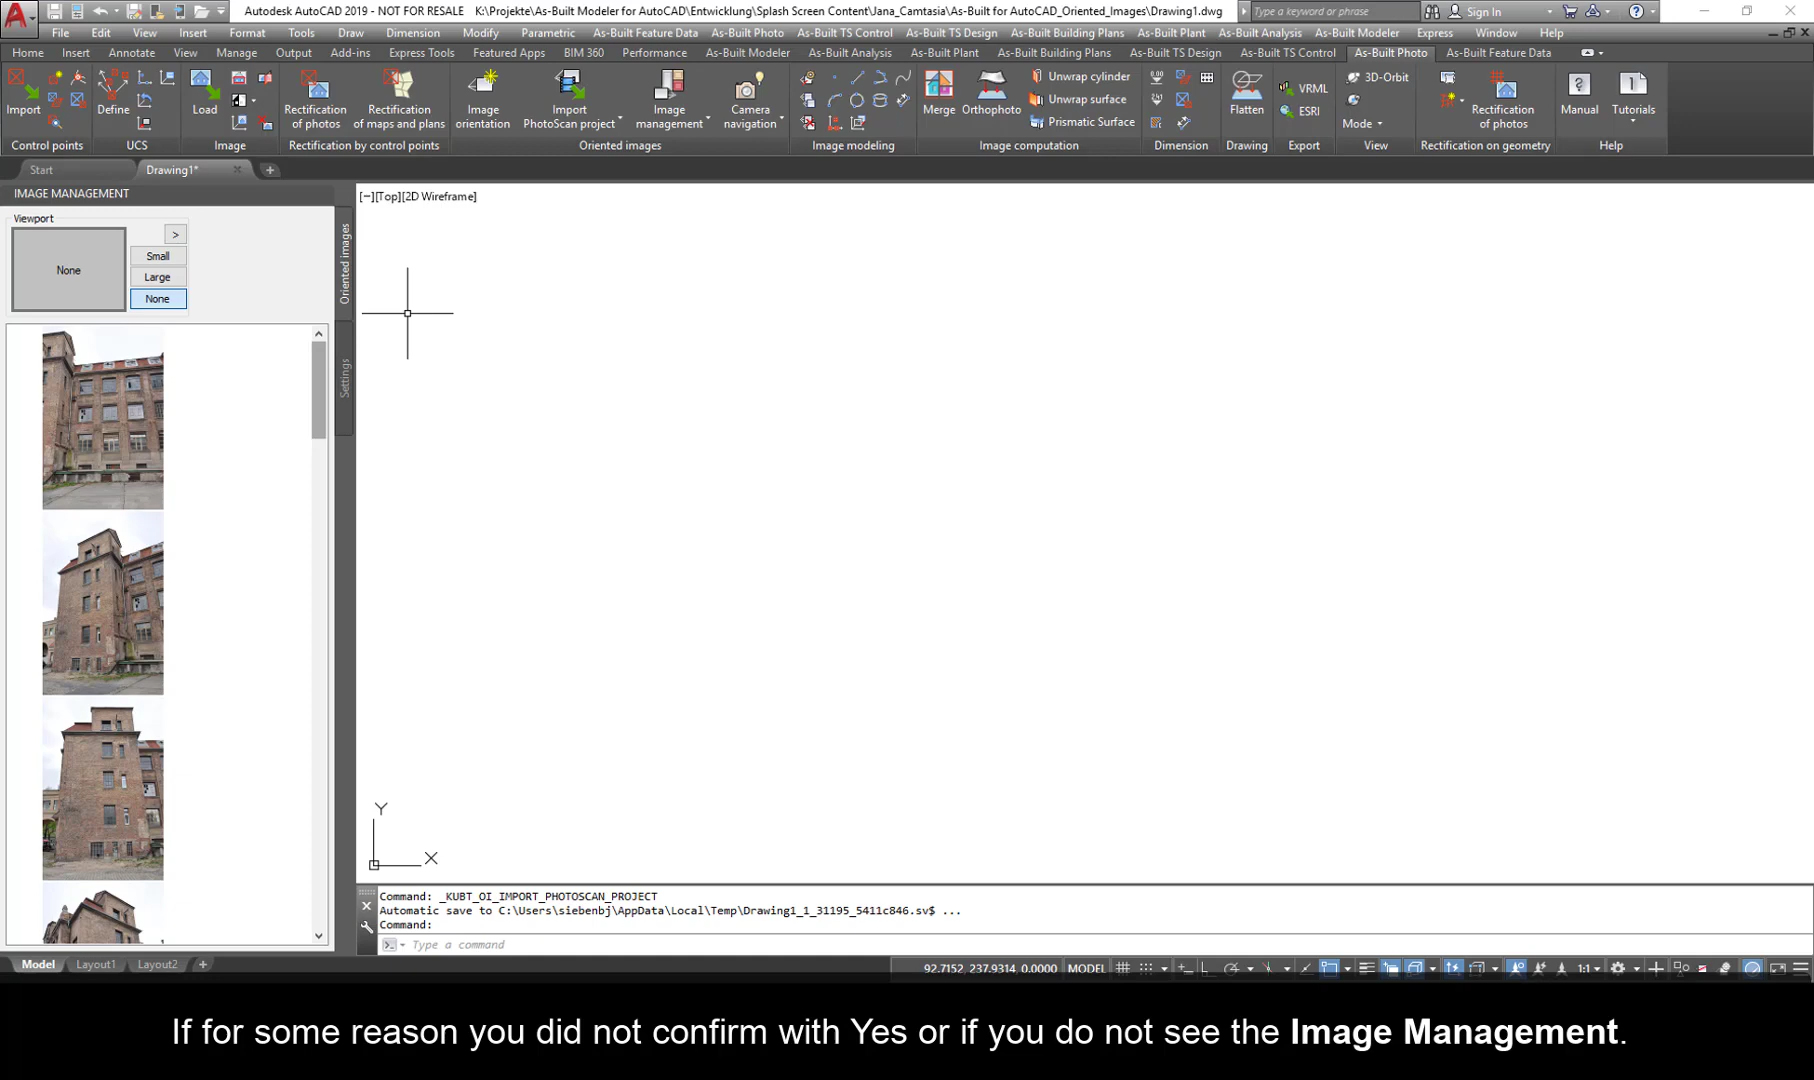 Autodesk AutoCAD 2019 - NOT FOR RESALE K:\Projekte\As-Built Modeler for AutoCAD\Entwicklung\Splash Screen Content\Jana_Camtasia\As-Built for AutoCAD_Oriented_Images\Drawing1.dwg Type a keyword or phrase Sign In
File Edit View Insert Format Tools Draw Dimension Modify Parametric As-Built Feature Data As-Built Photo As-Built TS Control As-Built TS Design As-Built Building Plans As-Built Plant As-Built Analysis As-Built Modeler Express Window Help
Home Insert Annotate View Manage Output Add-ins Express Tools Featured Apps BIM 360 Performance As-Built Modeler As-Built Analysis As-Built Plant As-Built Building Plans As-Built TS Design As-Built TS Control As-Built Photo As-Built Feature Data
Import Define Load Rectification of photos Rectification of maps and plans Image orientation Import PhotoScan project Image management Camera navigation Merge Orthophoto Unwrap cylinder Unwrap surface Prismatic Surface Flatten VRML ESRI 3D-Orbit Mode Rectification of photos Manual Tutorials
Control points UCS Image Rectification by control points Oriented images Image modeling Image computation Dimension Drawing Export View Rectification on geometry Help
Start Drawing1*
IMAGE MANAGEMENT
[−][Top][2D Wireframe]
Viewport
>
None
Small
Large
None
Oriented images
Settings
Y
X
Command: _KUBT_OI_IMPORT_PHOTOSCAN_PROJECT
Automatic save to C:\Users\siebenbj\AppData\Local\Temp\Drawing1_1_31195_5411c846.sv$ ...
Command:
Type a command
Model Layout1 Layout2 +
92.7152, 237.9314, 0.0000 MODEL 1:1
If for some reason you did not confirm with Yes or if you do not see the Image Management.